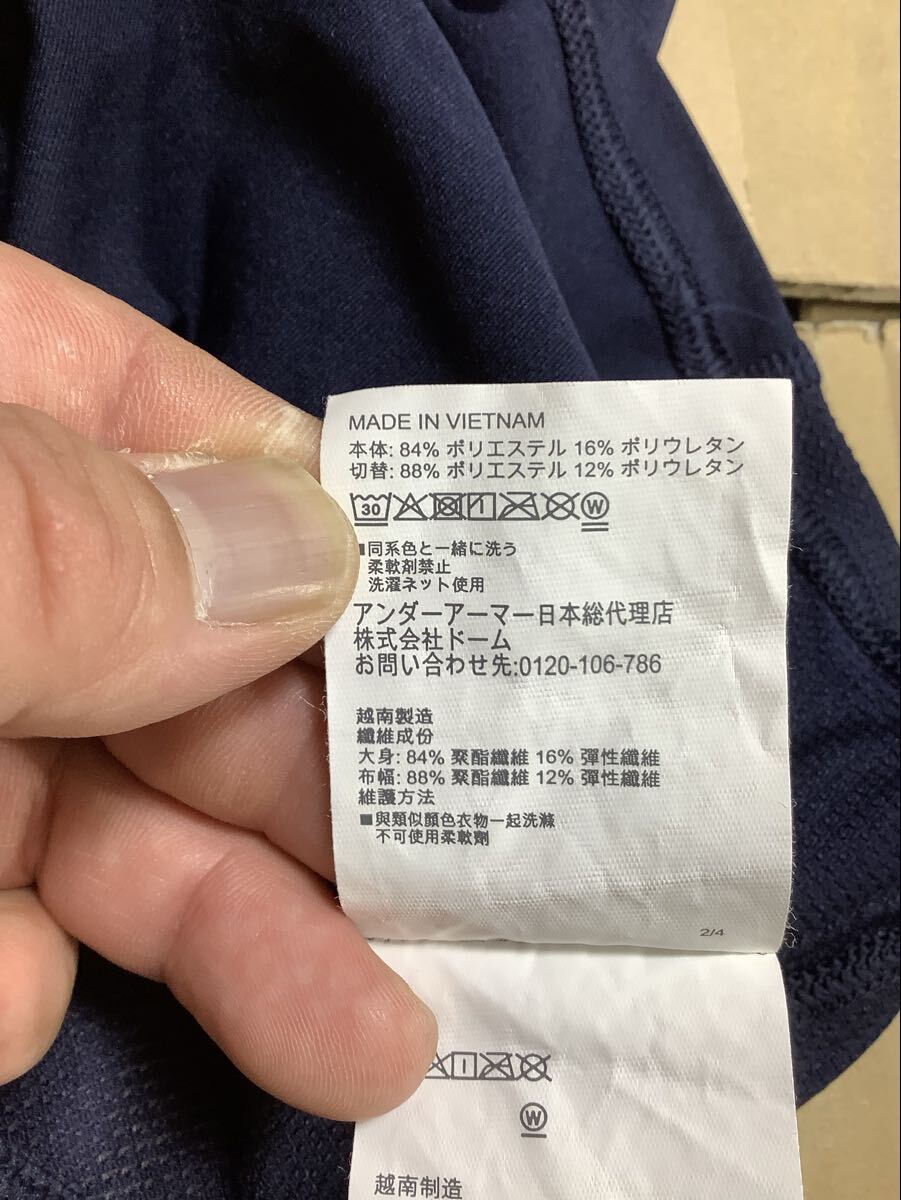 MADE IN VIETNAM
本体: 84% ポリエステル 16% ポリウレタン
切替: 88% ポリエステル 12% ポリウレタン
30 W
■同系色と一緒に洗う
柔軟剤禁止
洗濯ネット使用
アンダーアーマー日本総代理店
株式会社ドーム
お問い合わせ先:0120-106-786
越南製造
纖維成份
大身: 84% 聚酯纖維 16% 彈性纖維
布幅: 88% 聚酯纖維 12% 彈性纖維
維護方法
■與類似顏色衣物一起洗滌
不可使用柔軟劑
2/4
W
越南制造